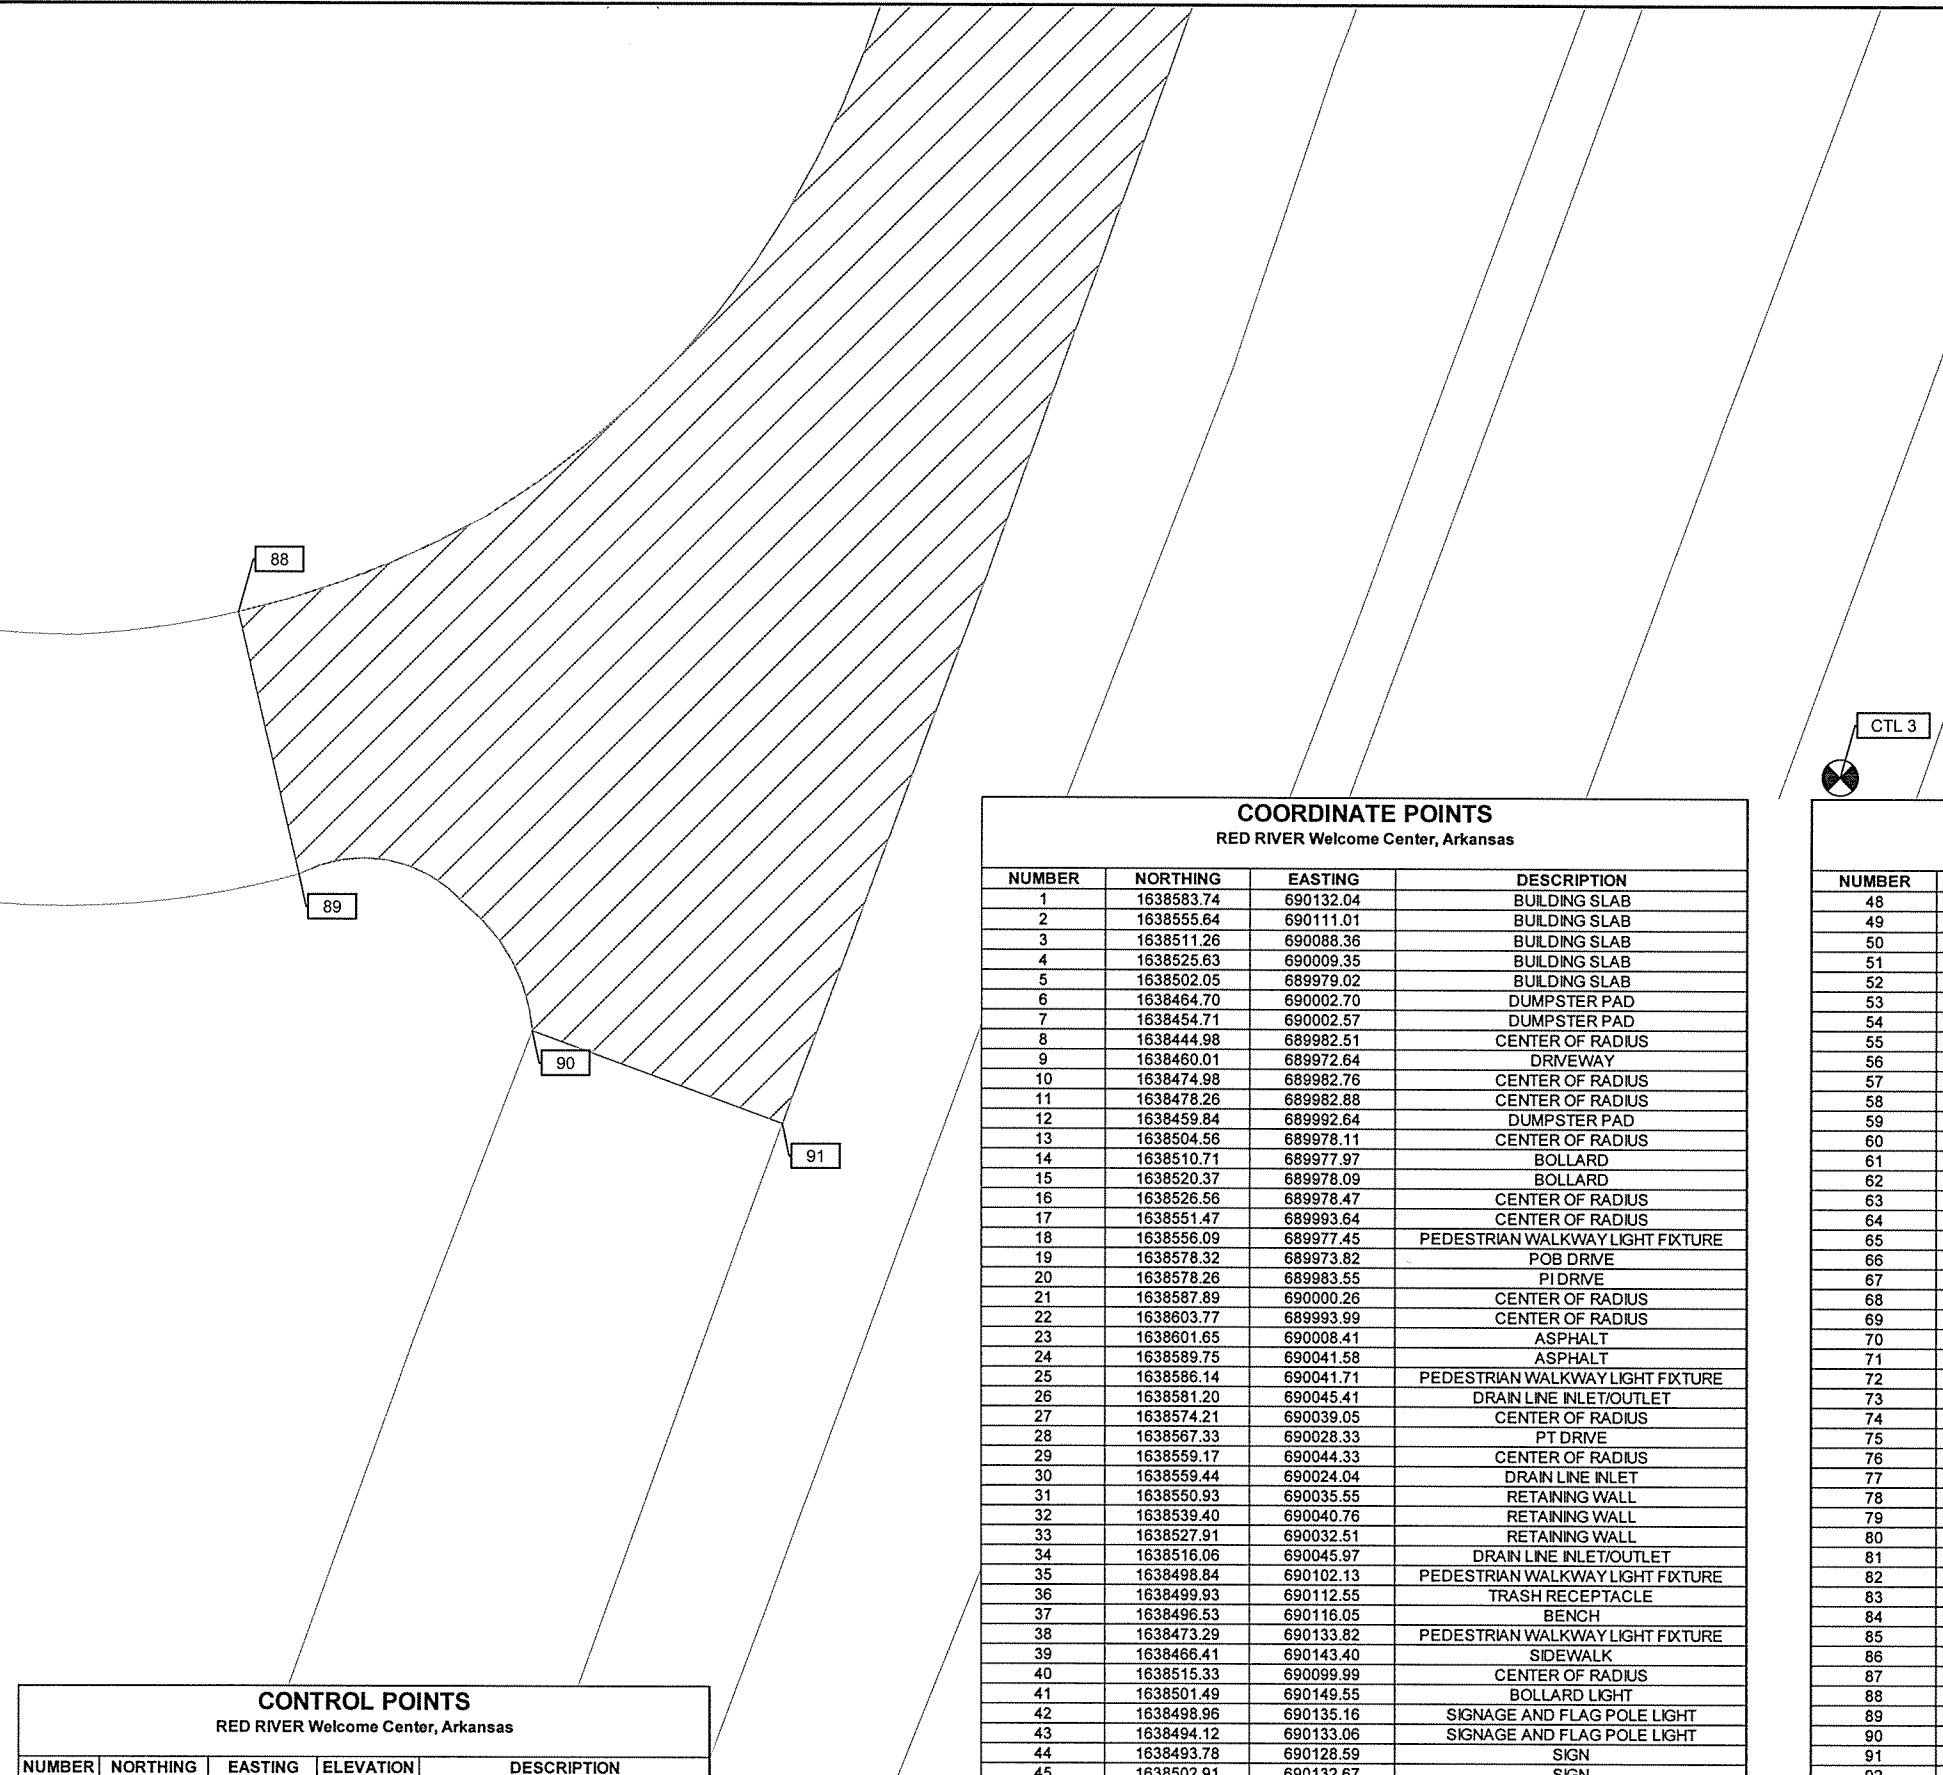 88
CTL 3
89
90
91
COORDINATE POINTS
RED RIVER Welcome Center, Arkansas
NUMBER NORTHING EASTING DESCRIPTION
1 1638583.74 690132.04 BUILDING SLAB
2 1638555.64 690111.01 BUILDING SLAB
3 1638511.26 690088.36 BUILDING SLAB
4 1638525.63 690009.35 BUILDING SLAB
5 1638502.05 689979.02 BUILDING SLAB
6 1638464.70 690002.70 DUMPSTER PAD
7 1638454.71 690002.57 DUMPSTER PAD
8 1638444.98 689982.51 CENTER OF RADIUS
9 1638460.01 689972.64 DRIVEWAY
10 1638474.98 689982.76 CENTER OF RADIUS
11 1638478.26 689982.88 CENTER OF RADIUS
12 1638459.84 689992.64 DUMPSTER PAD
13 1638504.56 689978.11 CENTER OF RADIUS
14 1638510.71 689977.97 BOLLARD
15 1638520.37 689978.09 BOLLARD
16 1638526.56 689978.47 CENTER OF RADIUS
17 1638551.47 689993.64 CENTER OF RADIUS
18 1638556.09 689977.45 PEDESTRIAN WALKWAY LIGHT FIXTURE
19 1638578.32 689973.82 POB DRIVE
20 1638578.26 689983.55 PI DRIVE
21 1638587.89 690000.26 CENTER OF RADIUS
22 1638603.77 689993.99 CENTER OF RADIUS
23 1638601.65 690008.41 ASPHALT
24 1638589.75 690041.58 ASPHALT
25 1638586.14 690041.71 PEDESTRIAN WALKWAY LIGHT FIXTURE
26 1638581.20 690045.41 DRAIN LINE INLET/OUTLET
27 1638574.21 690039.05 CENTER OF RADIUS
28 1638567.33 690028.33 PT DRIVE
29 1638559.17 690044.33 CENTER OF RADIUS
30 1638559.44 690024.04 DRAIN LINE INLET
31 1638550.93 690035.55 RETAINING WALL
32 1638539.40 690040.76 RETAINING WALL
33 1638527.91 690032.51 RETAINING WALL
34 1638516.06 690045.97 DRAIN LINE INLET/OUTLET
35 1638498.84 690102.13 PEDESTRIAN WALKWAY LIGHT FIXTURE
36 1638499.93 690112.55 TRASH RECEPTACLE
37 1638496.53 690116.05 BENCH
38 1638473.29 690133.82 PEDESTRIAN WALKWAY LIGHT FIXTURE
39 1638466.41 690143.40 SIDEWALK
40 1638515.33 690099.99 CENTER OF RADIUS
41 1638501.49 690149.55 BOLLARD LIGHT
42 1638498.96 690135.16 SIGNAGE AND FLAG POLE LIGHT
43 1638494.12 690133.06 SIGNAGE AND FLAG POLE LIGHT
44 1638493.78 690128.59 SIGN
45 1638502.91 690132.67 SIGN
NUMBER
48
49
50
51
52
53
54
55
56
57
58
59
60
61
62
63
64
65
66
67
68
69
70
71
72
73
74
75
76
77
78
79
80
81
82
83
84
85
86
87
88
89
90
91
92
CONTROL POINTS
RED RIVER Welcome Center, Arkansas
NUMBER NORTHING EASTING ELEVATION DESCRIPTION